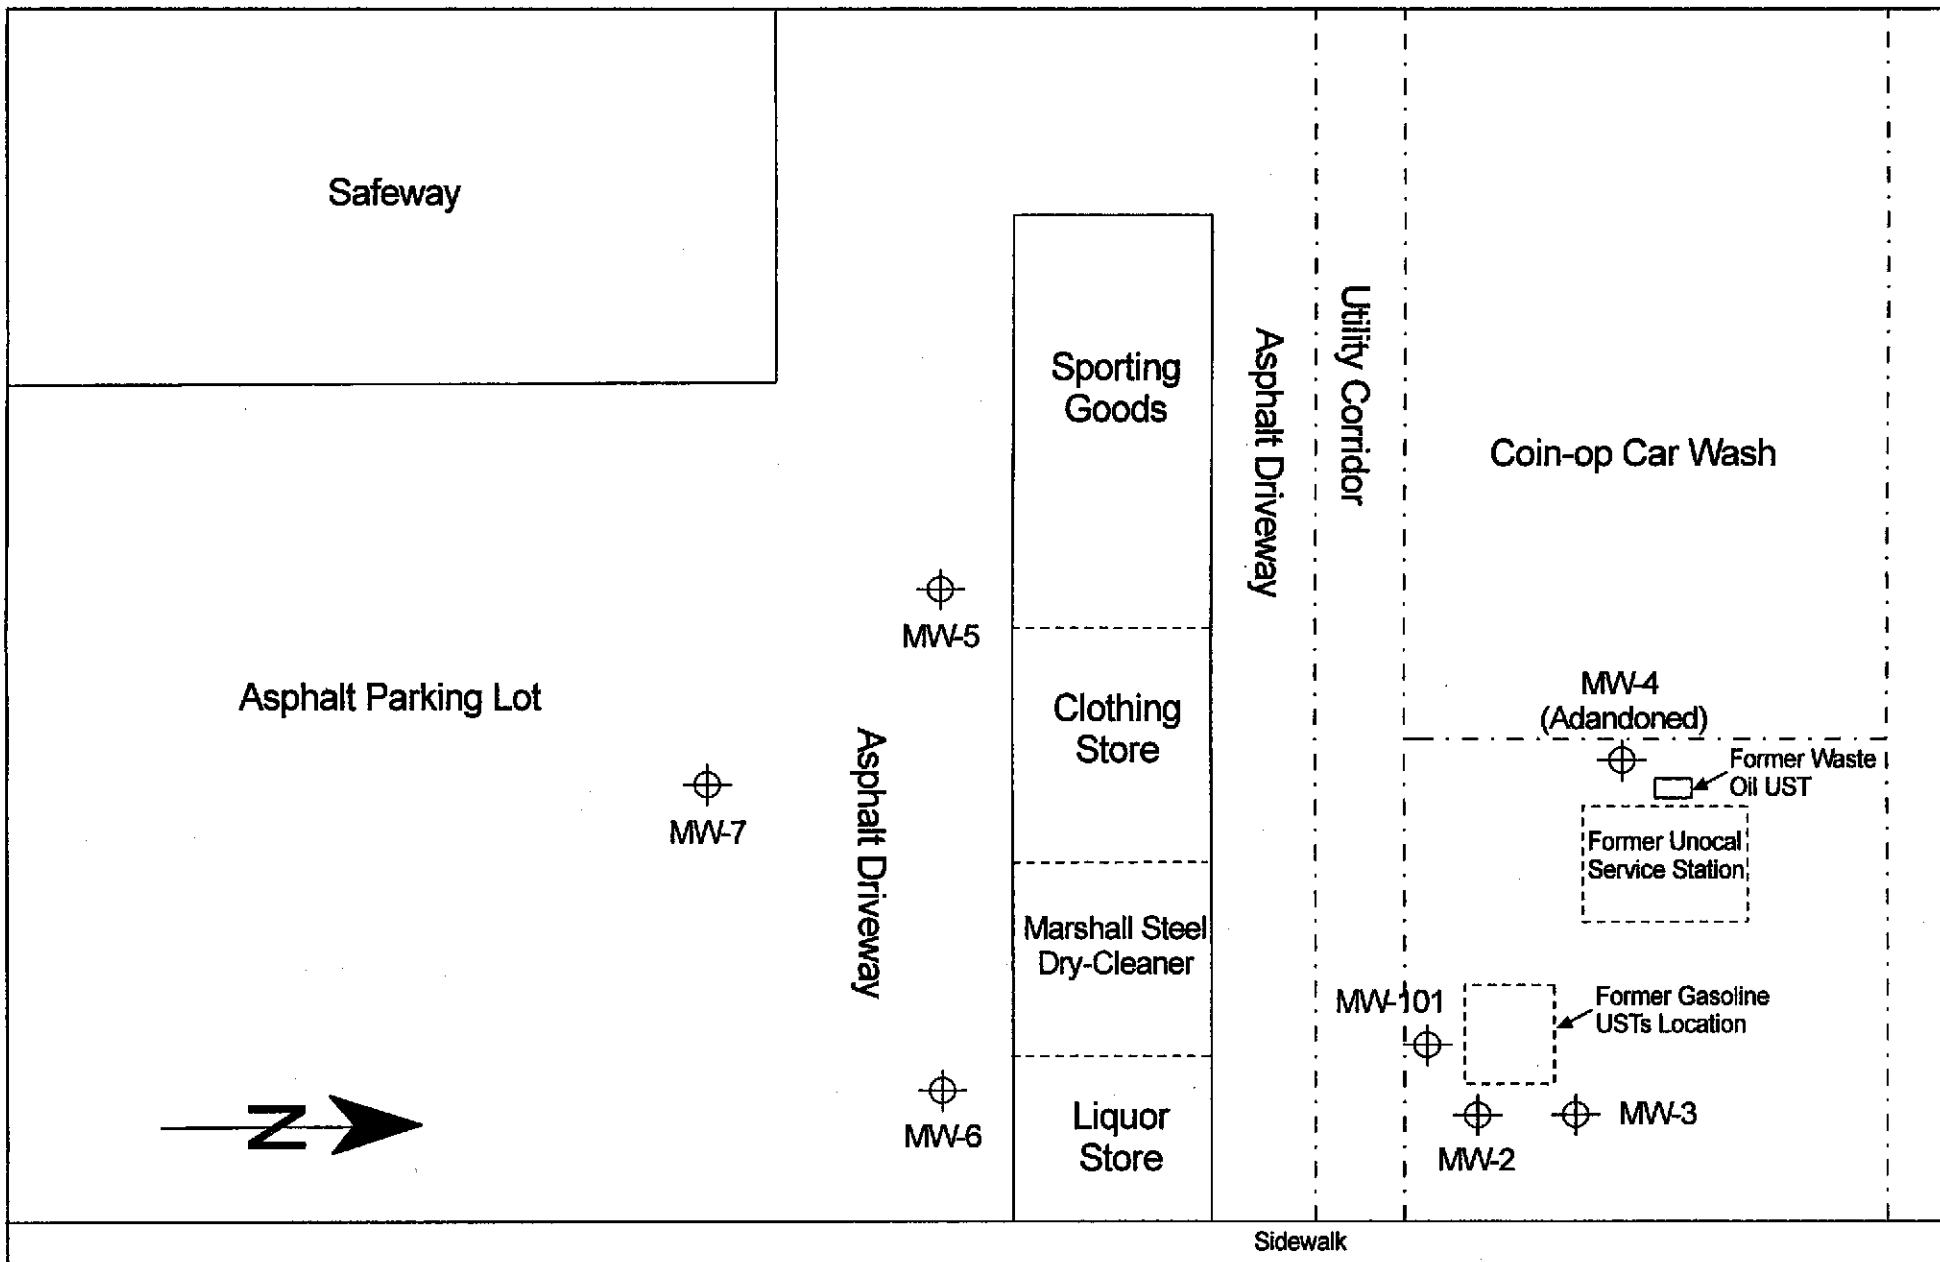 Safeway
Sporting
Goods
Asphalt Driveway
Utility Corridor
Coin-op Car Wash
MW-5
Asphalt Parking Lot
Clothing
Store
MW-4
(Adandoned)
Former Waste
Oil UST
MW-7
Asphalt Driveway
Former Unocal
Service Station
Marshall Steel
Dry-Cleaner
MW-101
Former Gasoline
USTs Location
N
MW-6
Liquor
Store
MW-2
MW-3
Sidewalk